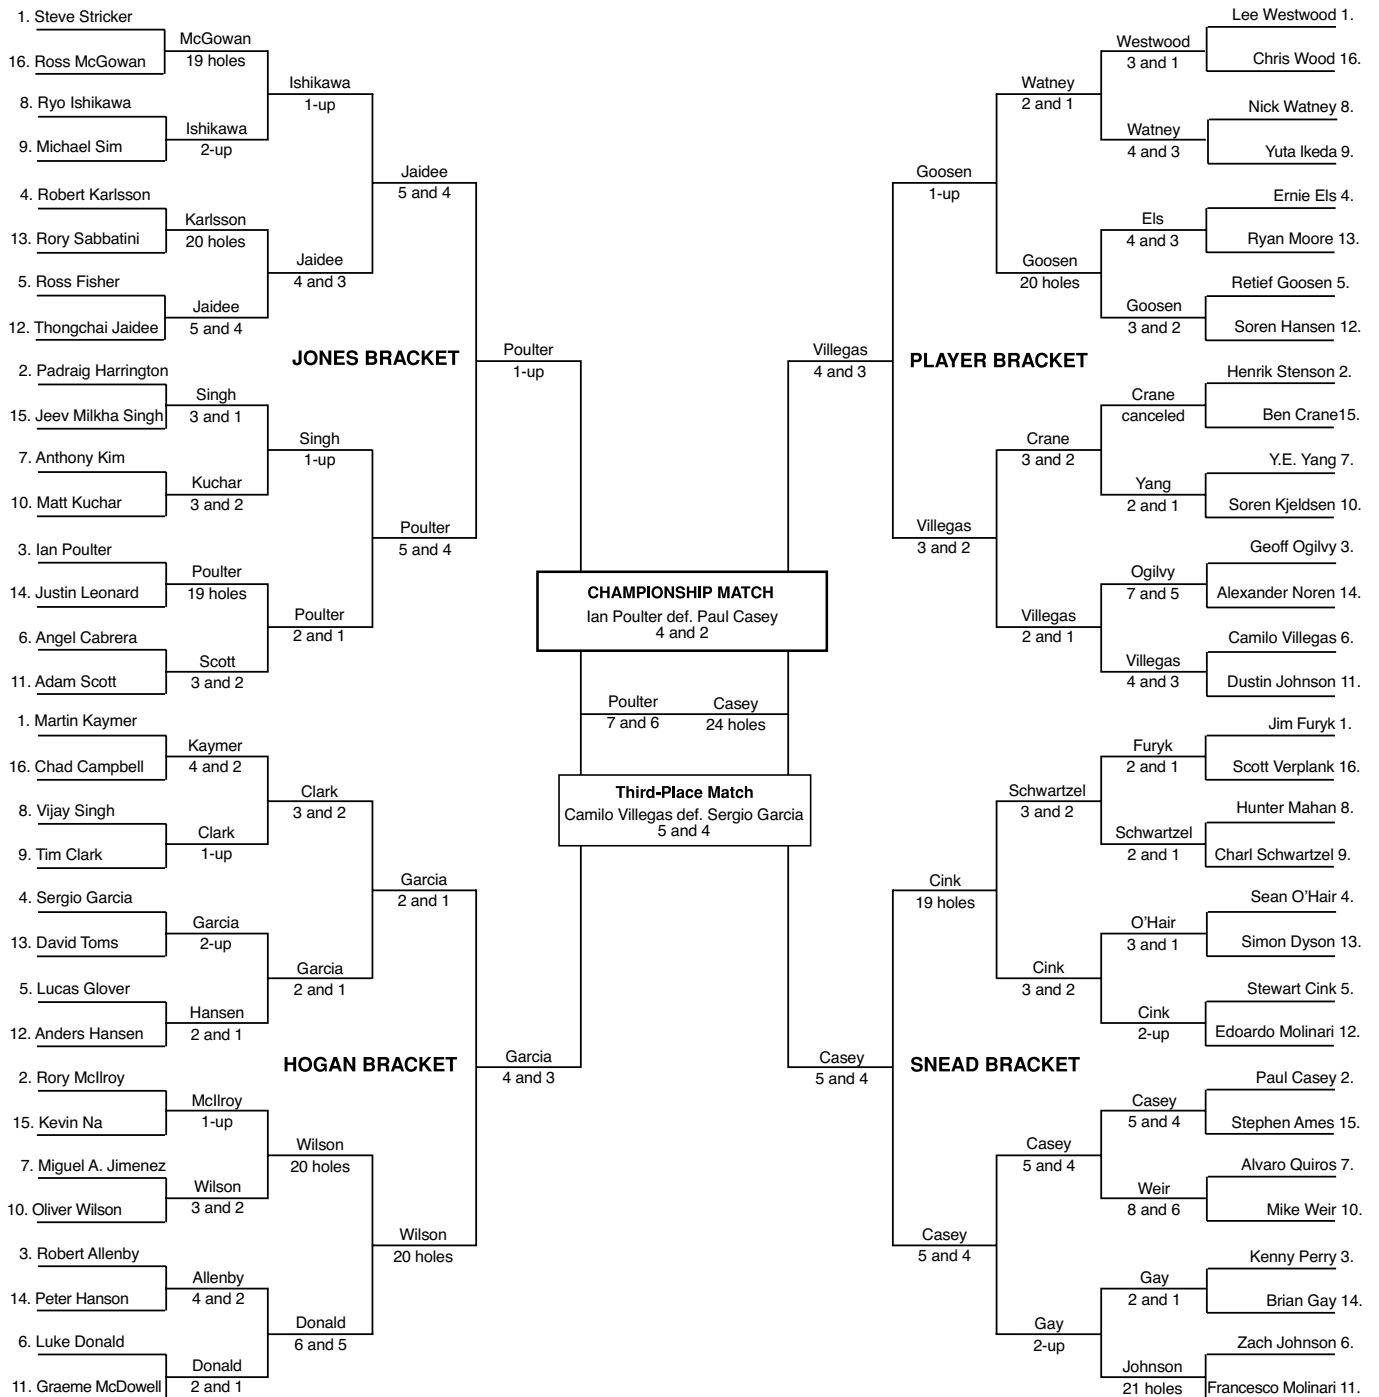 1. Steve Stricker
McGowan
19 holes
16. Ross McGowan
Ishikawa
1-up
8. Ryo Ishikawa
Ishikawa
2-up
9. Michael Sim
Jaidee
5 and 4
4. Robert Karlsson
Karlsson
20 holes
13. Rory Sabbatini
Jaidee
4 and 3
5. Ross Fisher
Jaidee
5 and 4
12. Thongchai Jaidee
JONES BRACKET
Poulter
1-up
2. Padraig Harrington
Singh
3 and 1
15. Jeev Milkha Singh
Singh
1-up
7. Anthony Kim
Kuchar
3 and 2
10. Matt Kuchar
Poulter
5 and 4
3. Ian Poulter
Poulter
19 holes
14. Justin Leonard
Poulter
2 and 1
6. Angel Cabrera
Scott
3 and 2
11. Adam Scott
1. Martin Kaymer
Kaymer
4 and 2
16. Chad Campbell
Clark
3 and 2
8. Vijay Singh
Clark
1-up
9. Tim Clark
Garcia
2 and 1
4. Sergio Garcia
Garcia
2-up
13. David Toms
Garcia
2 and 1
5. Lucas Glover
Hansen
2 and 1
12. Anders Hansen
HOGAN BRACKET
Garcia
4 and 3
2. Rory McIlroy
McIlroy
1-up
15. Kevin Na
Wilson
20 holes
7. Miguel A. Jimenez
Wilson
3 and 2
10. Oliver Wilson
Wilson
20 holes
3. Robert Allenby
Allenby
4 and 2
14. Peter Hanson
Donald
6 and 5
6. Luke Donald
Donald
2 and 1
11. Graeme McDowell
CHAMPIONSHIP MATCH
Ian Poulter def. Paul Casey
4 and 2
Poulter
7 and 6
Casey
24 holes
Third-Place Match
Camilo Villegas def. Sergio Garcia
5 and 4
Lee Westwood 1.
Westwood
3 and 1
Chris Wood 16.
Watney
2 and 1
Nick Watney 8.
Watney
4 and 3
Yuta Ikeda 9.
Goosen
1-up
Ernie Els 4.
Els
4 and 3
Ryan Moore 13.
Goosen
20 holes
Retief Goosen 5.
Goosen
3 and 2
Soren Hansen 12.
Villegas
4 and 3
PLAYER BRACKET
Henrik Stenson 2.
Crane
canceled
Ben Crane15.
Crane
3 and 2
Y.E. Yang 7.
Yang
2 and 1
Soren Kjeldsen 10.
Villegas
3 and 2
Geoff Ogilvy 3.
Ogilvy
7 and 5
Alexander Noren 14.
Villegas
2 and 1
Camilo Villegas 6.
Villegas
4 and 3
Dustin Johnson 11.
Jim Furyk 1.
Furyk
2 and 1
Scott Verplank 16.
Schwartzel
3 and 2
Hunter Mahan 8.
Schwartzel
2 and 1
Charl Schwartzel 9.
Cink
19 holes
Sean O’Hair 4.
O’Hair
3 and 1
Simon Dyson 13.
Cink
3 and 2
Stewart Cink 5.
Cink
2-up
Edoardo Molinari 12.
Casey
5 and 4
SNEAD BRACKET
Paul Casey 2.
Casey
5 and 4
Stephen Ames 15.
Casey
5 and 4
Alvaro Quiros 7.
Weir
8 and 6
Mike Weir 10.
Casey
5 and 4
Kenny Perry 3.
Gay
2 and 1
Brian Gay 14.
Gay
2-up
Zach Johnson 6.
Johnson
21 holes
Francesco Molinari 11.